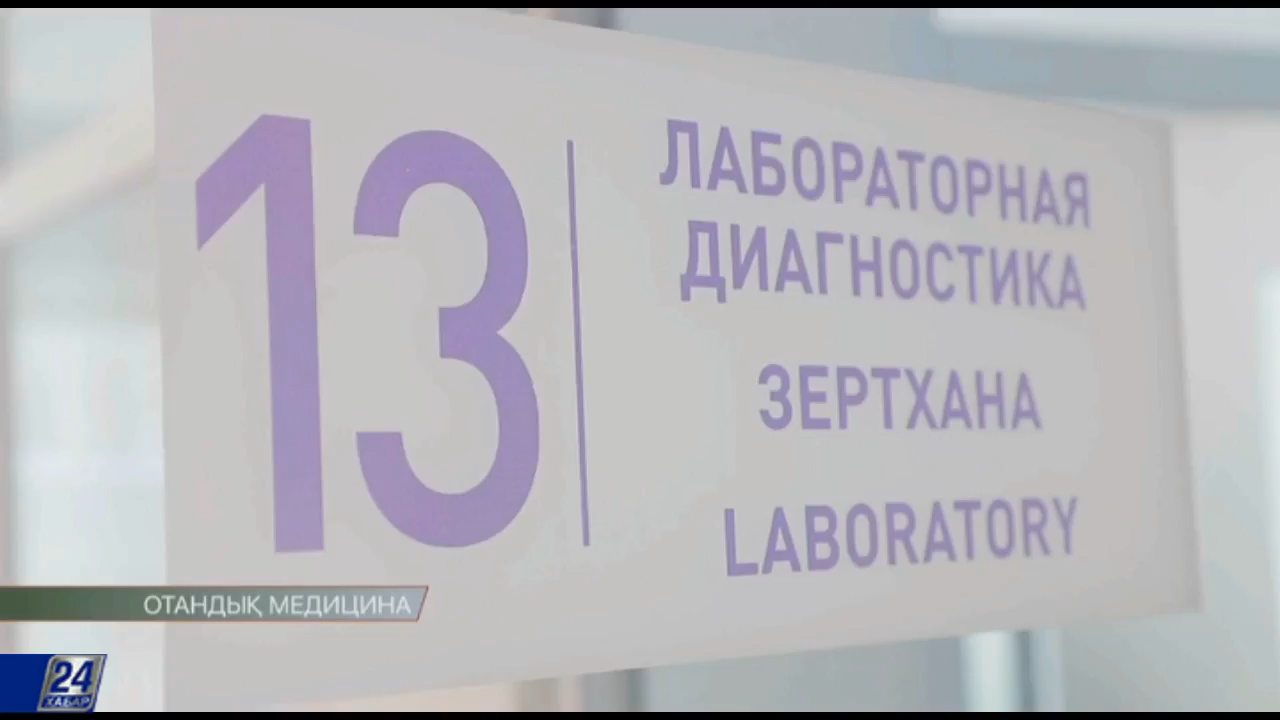 13
ЛАБОРАТОРНАЯ
ДИАГНОСТИКА
ЗЕРТХАНА
LABORATORY
ОТАНДЫҚ МЕДИЦИНА
24
ХАБАР